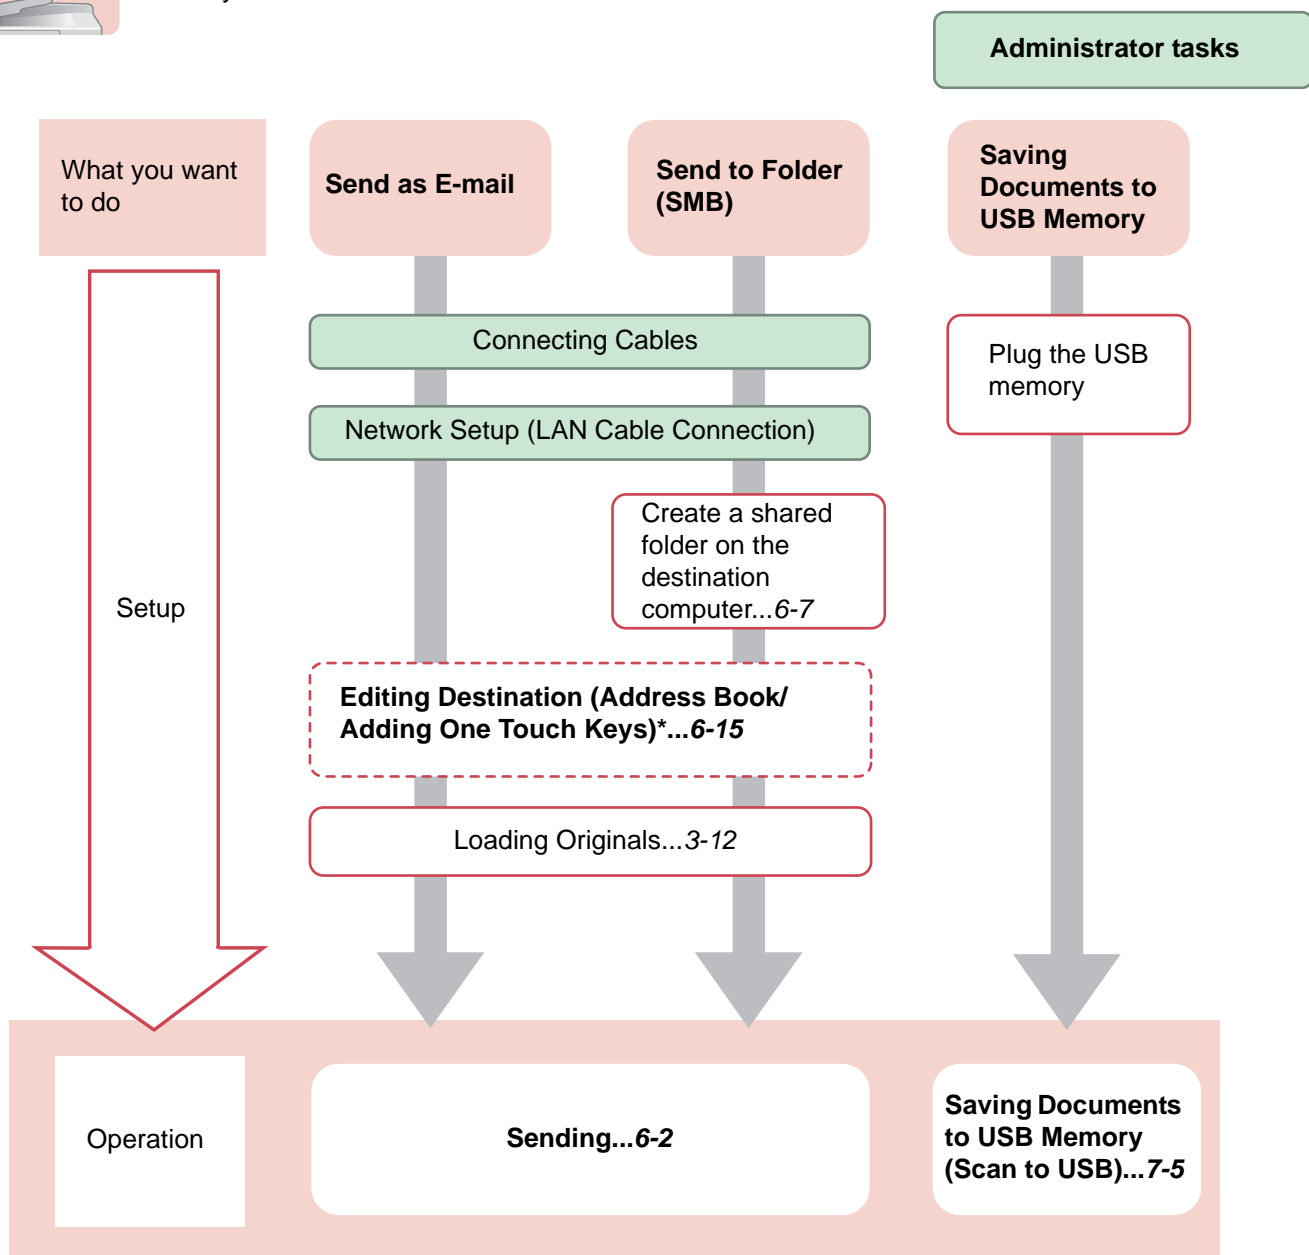 Administrator tasks
What you want
to do
Send as E-mail
Send to Folder
(SMB)
Saving
Documents to
USB Memory
Connecting Cables
Plug the USB
memory
Network Setup (LAN Cable Connection)
Create a shared
folder on the
destination
computer...6-7
Setup
Editing Destination (Address Book/
Adding One Touch Keys)*...6-15
Loading Originals...3-12
Operation
Sending...6-2
Saving Documents
to USB Memory
(Scan to USB)...7-5